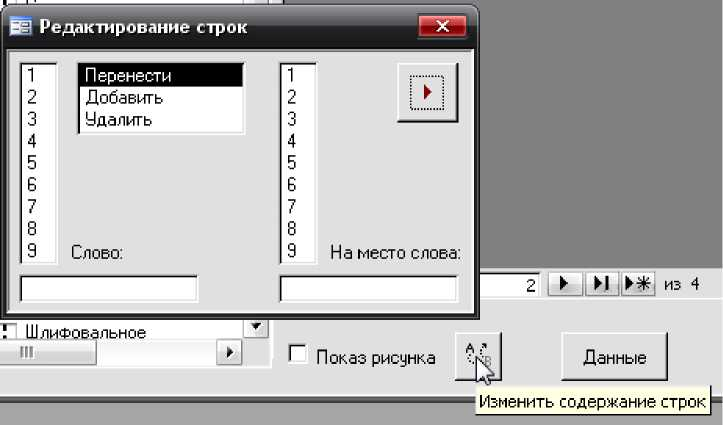 Редактирование строк
1
2
3
4
5
6
7
8
9
Перенести
Добавить
Удалить
1
2
3
4
5
6
7
8
9
Слово:
На место слова:
2
из 4
Шлифовальное
Показ рисунка
Данные
Изменить содержание строк